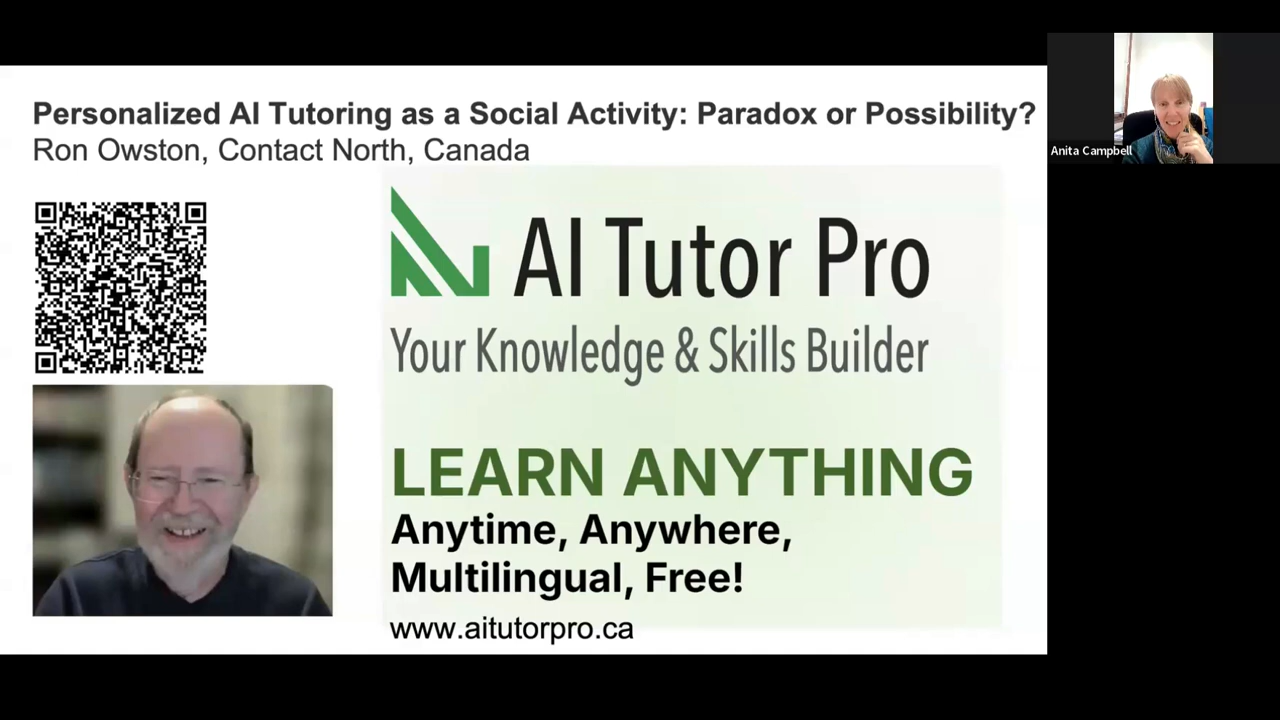 Personalized AI Tutoring as a Social Activity: Paradox or Possibility?
Ron Owston, Contact North, Canada
Anita Campbell
AI Tutor Pro
Your Knowledge & Skills Builder
LEARN ANYTHING
Anytime, Anywhere,
Multilingual, Free!
www.aitutorpro.ca